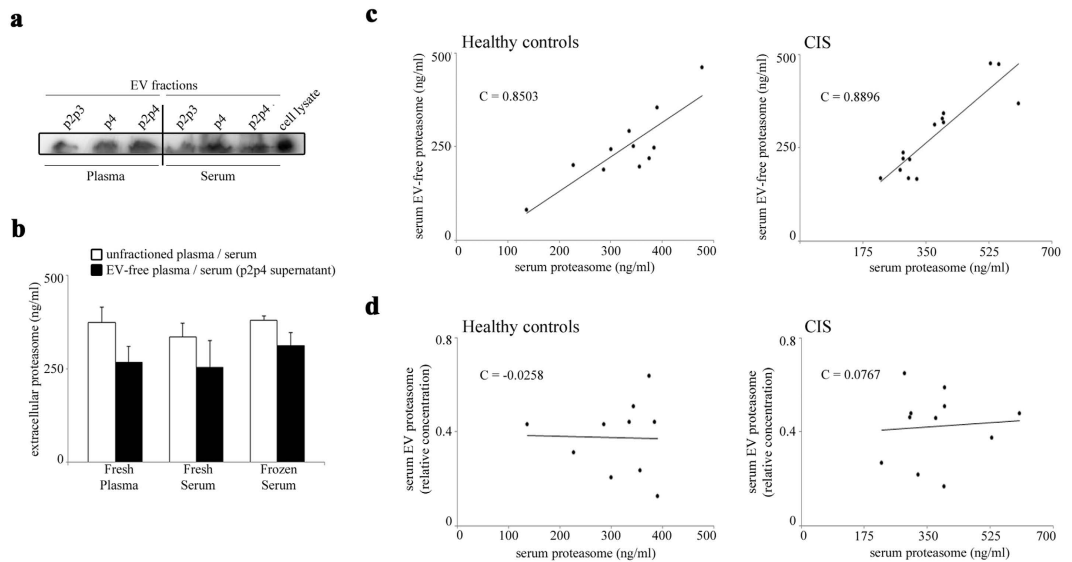 a
EV fractions
p2p3
p4
p2p4
p2p3
p4
p2p4
cell lysate
Plasma
Serum
b
unfractioned plasma / serum
EV-free plasma / serum (p2p4 supernatant)
extracellular proteasome (ng/ml)
500
250
0
Fresh Plasma
Fresh Serum
Frozen Serum
c
Healthy controls
C = 0.8503
serum EV-free proteasome (ng/ml)
500
250
0
0 100 200 300 400 500
serum proteasome (ng/ml)
CIS
C = 0.8896
serum EV-free proteasome (ng/ml)
500
250
0
0 175 350 525 700
serum proteasome (ng/ml)
d
Healthy controls
C = -0.0258
serum EV proteasome
(relative concentration)
0.8
0.4
0
0 100 200 300 400 500
serum proteasome (ng/ml)
CIS
C = 0.0767
serum EV proteasome
(relative concentration)
0.8
0.4
0
0 175 350 525 700
serum proteasome (ng/ml)